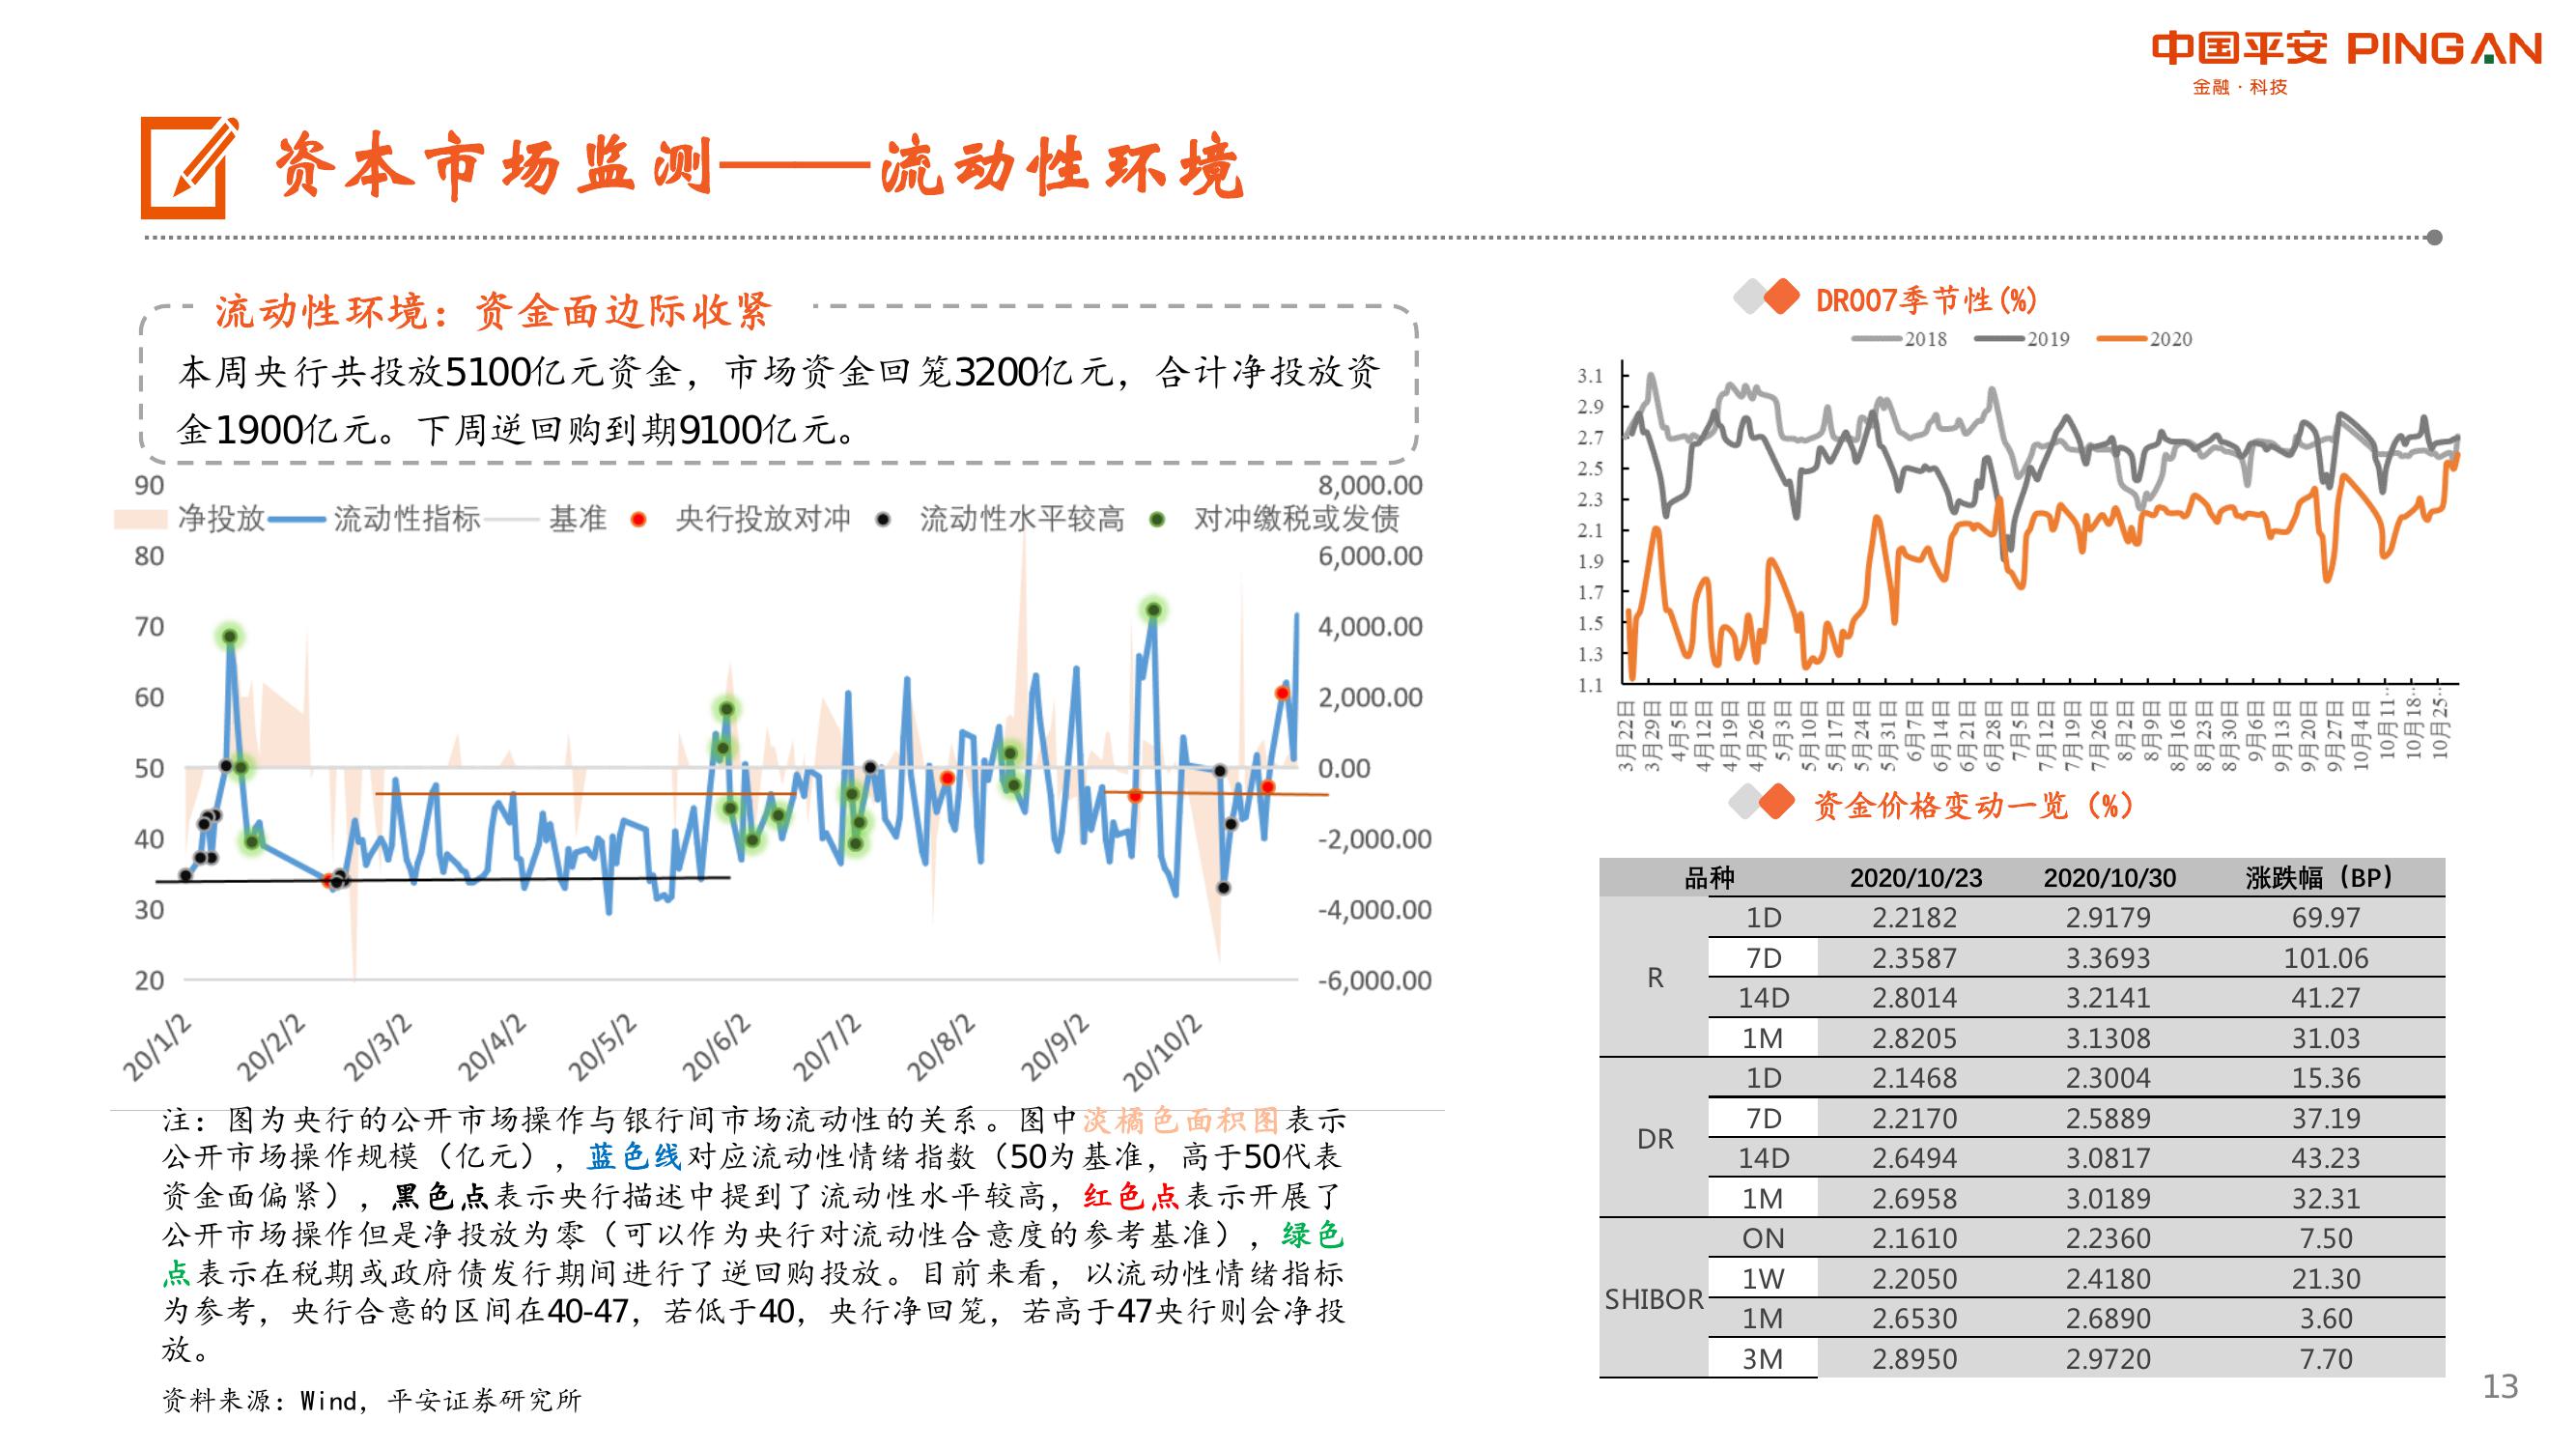 中国平安 PINGAN
金融·科技
资本市场监测——流动性环境
流动性环境：资金面边际收紧
本周央行共投放5100亿元资金，市场资金回笼3200亿元，合计净投放资
金1900亿元。下周逆回购到期9100亿元。
90
80
70
60
50
40
30
20
净投放 流动性指标 基准 央行投放对冲 流动性水平较高 对冲缴税或发债
8,000.00
6,000.00
4,000.00
2,000.00
0.00
-2,000.00
-4,000.00
-6,000.00
20/1/2 20/2/2 20/3/2 20/4/2 20/5/2 20/6/2 20/7/2 20/8/2 20/9/2 20/10/2
注：图为央行的公开市场操作与银行间市场流动性的关系。图中淡橘色面积图表示
公开市场操作规模（亿元），蓝色线对应流动性情绪指数（50为基准，高于50代表
资金面偏紧），黑色点表示央行描述中提到了流动性水平较高，红色点表示开展了
公开市场操作但是净投放为零（可以作为央行对流动性合意度的参考基准），绿色
点表示在税期或政府债发行期间进行了逆回购投放。目前来看，以流动性情绪指标
为参考，央行合意的区间在40-47，若低于40，央行净回笼，若高于47央行则会净投
放。
资料来源：Wind，平安证券研究所
DR007季节性(%)
2018 2019 2020
3.1
2.9
2.7
2.5
2.3
2.1
1.9
1.7
1.5
1.3
1.1
3月22日 3月29日 4月5日 4月12日 4月19日 4月26日 5月3日 5月10日 5月17日 5月24日 5月31日 6月7日 6月14日 6月21日 6月28日 7月5日 7月12日 7月19日 7月26日 8月2日 8月9日 8月16日 8月23日 8月30日 9月6日 9月13日 9月20日 9月27日 10月4日 10月11… 10月18… 10月25…
资金价格变动一览（%）
品种 2020/10/23 2020/10/30 涨跌幅（BP）
R
1D 2.2182 2.9179 69.97
7D 2.3587 3.3693 101.06
14D 2.8014 3.2141 41.27
1M 2.8205 3.1308 31.03
DR
1D 2.1468 2.3004 15.36
7D 2.2170 2.5889 37.19
14D 2.6494 3.0817 43.23
1M 2.6958 3.0189 32.31
SHIBOR
ON 2.1610 2.2360 7.50
1W 2.2050 2.4180 21.30
1M 2.6530 2.6890 3.60
3M 2.8950 2.9720 7.70
13